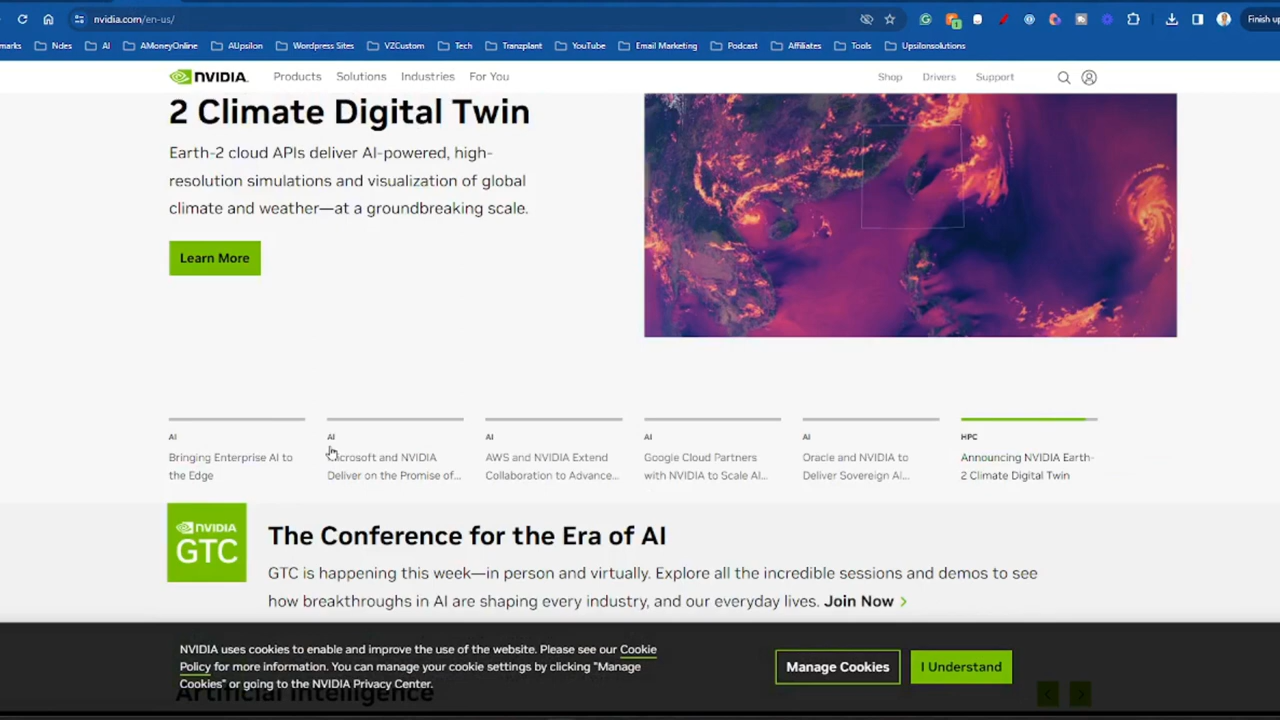 nvidia.com/en-us/
Finish up
marks Ndes AI AMoneyOnline AUpsilon Wordpress Sites VZCustom Tech Tranzplant YouTube Email Marketing Podcast Affiliates Tools Upsilonsolutions
NVIDIA. Products Solutions Industries For You Shop Drivers Support
2 Climate Digital Twin
Earth-2 cloud APIs deliver AI-powered, high-
resolution simulations and visualization of global
climate and weather—at a groundbreaking scale.
Learn More
AI
Bringing Enterprise AI to
the Edge
AI
Microsoft and NVIDIA
Deliver on the Promise of...
AI
AWS and NVIDIA Extend
Collaboration to Advance...
AI
Google Cloud Partners
with NVIDIA to Scale AI...
AI
Oracle and NVIDIA to
Deliver Sovereign AI...
HPC
Announcing NVIDIA Earth-
2 Climate Digital Twin
NVIDIA
GTC
The Conference for the Era of AI
GTC is happening this week—in person and virtually. Explore all the incredible sessions and demos to see
how breakthroughs in AI are shaping every industry, and our everyday lives. Join Now >
NVIDIA uses cookies to enable and improve the use of the website. Please see our Cookie
Policy for more information. You can manage your cookie settings by clicking "Manage
Cookies" or going to the NVIDIA Privacy Center.
Manage Cookies
I Understand
Artificial Intelligence